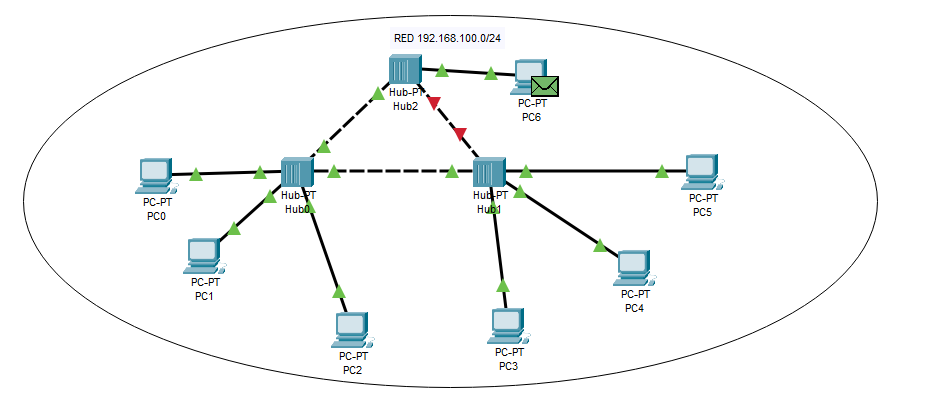 RED 192.168.100.0/24
Hub-PT
Hub2
PC-PT
PC6
PC-PT
PC0
Hub-PT
Hub0
Hub-PT
Hub1
PC-PT
PC5
PC-PT
PC1
PC-PT
PC4
PC-PT
PC2
PC-PT
PC3